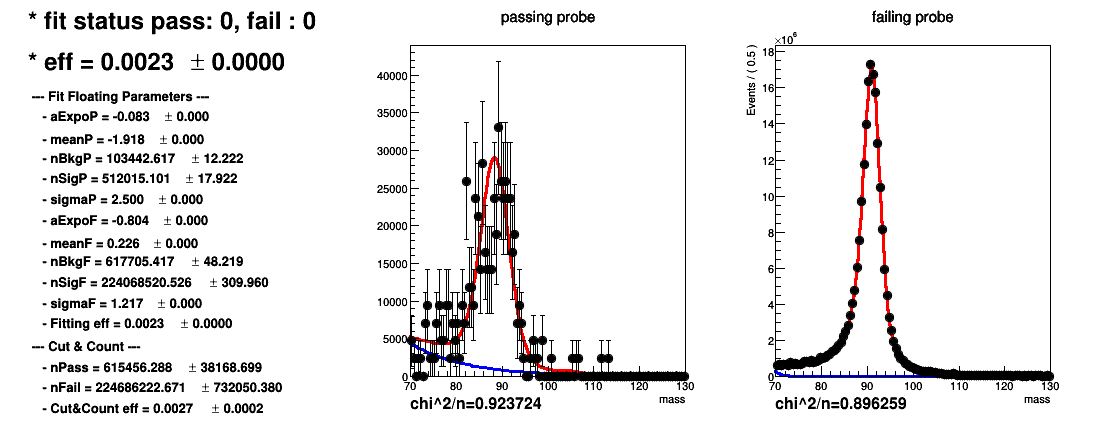 * fit status pass: 0, fail : 0
* eff = 0.0023 ± 0.0000
--- Fit Floating Parameters ---
- aExpoP = -0.083 ± 0.000
- meanP = -1.918 ± 0.000
- nBkgP = 103442.617 ± 12.222
- nSigP = 512015.101 ± 17.922
- sigmaP = 2.500 ± 0.000
- aExpoF = -0.804 ± 0.000
- meanF = 0.226 ± 0.000
- nBkgF = 617705.417 ± 48.219
- nSigF = 224068520.526 ± 309.960
- sigmaF = 1.217 ± 0.000
- Fitting eff = 0.0023 ± 0.0000
--- Cut & Count ---
- nPass = 615456.288 ± 38168.699
- nFail = 224686222.671 ± 732050.380
- Cut&Count eff = 0.0027 ± 0.0002
passing probe
40000
35000
30000
25000
20000
15000
10000
5000
0
70 80 90 100 110 120 130
mass
chi^2/n=0.923724
failing probe
×10^6
Events / ( 0.5 )
18
16
14
12
10
8
6
4
2
0
70 80 90 100 110 120 130
mass
chi^2/n=0.896259